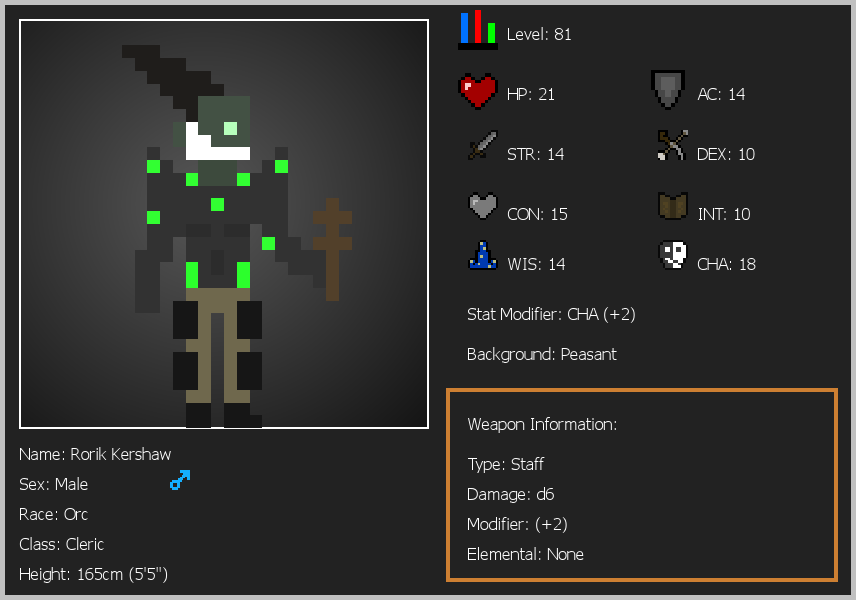 Level: 81
HP: 21
AC: 14
STR: 14
DEX: 10
CON: 15
INT: 10
WIS: 14
CHA: 18
Stat Modifier: CHA (+2)
Background: Peasant
Weapon Information:
Type: Staff
Damage: d6
Modifier: (+2)
Elemental: None
Name: Rorik Kershaw
Sex: Male
Race: Orc
Class: Cleric
Height: 165cm (5'5")